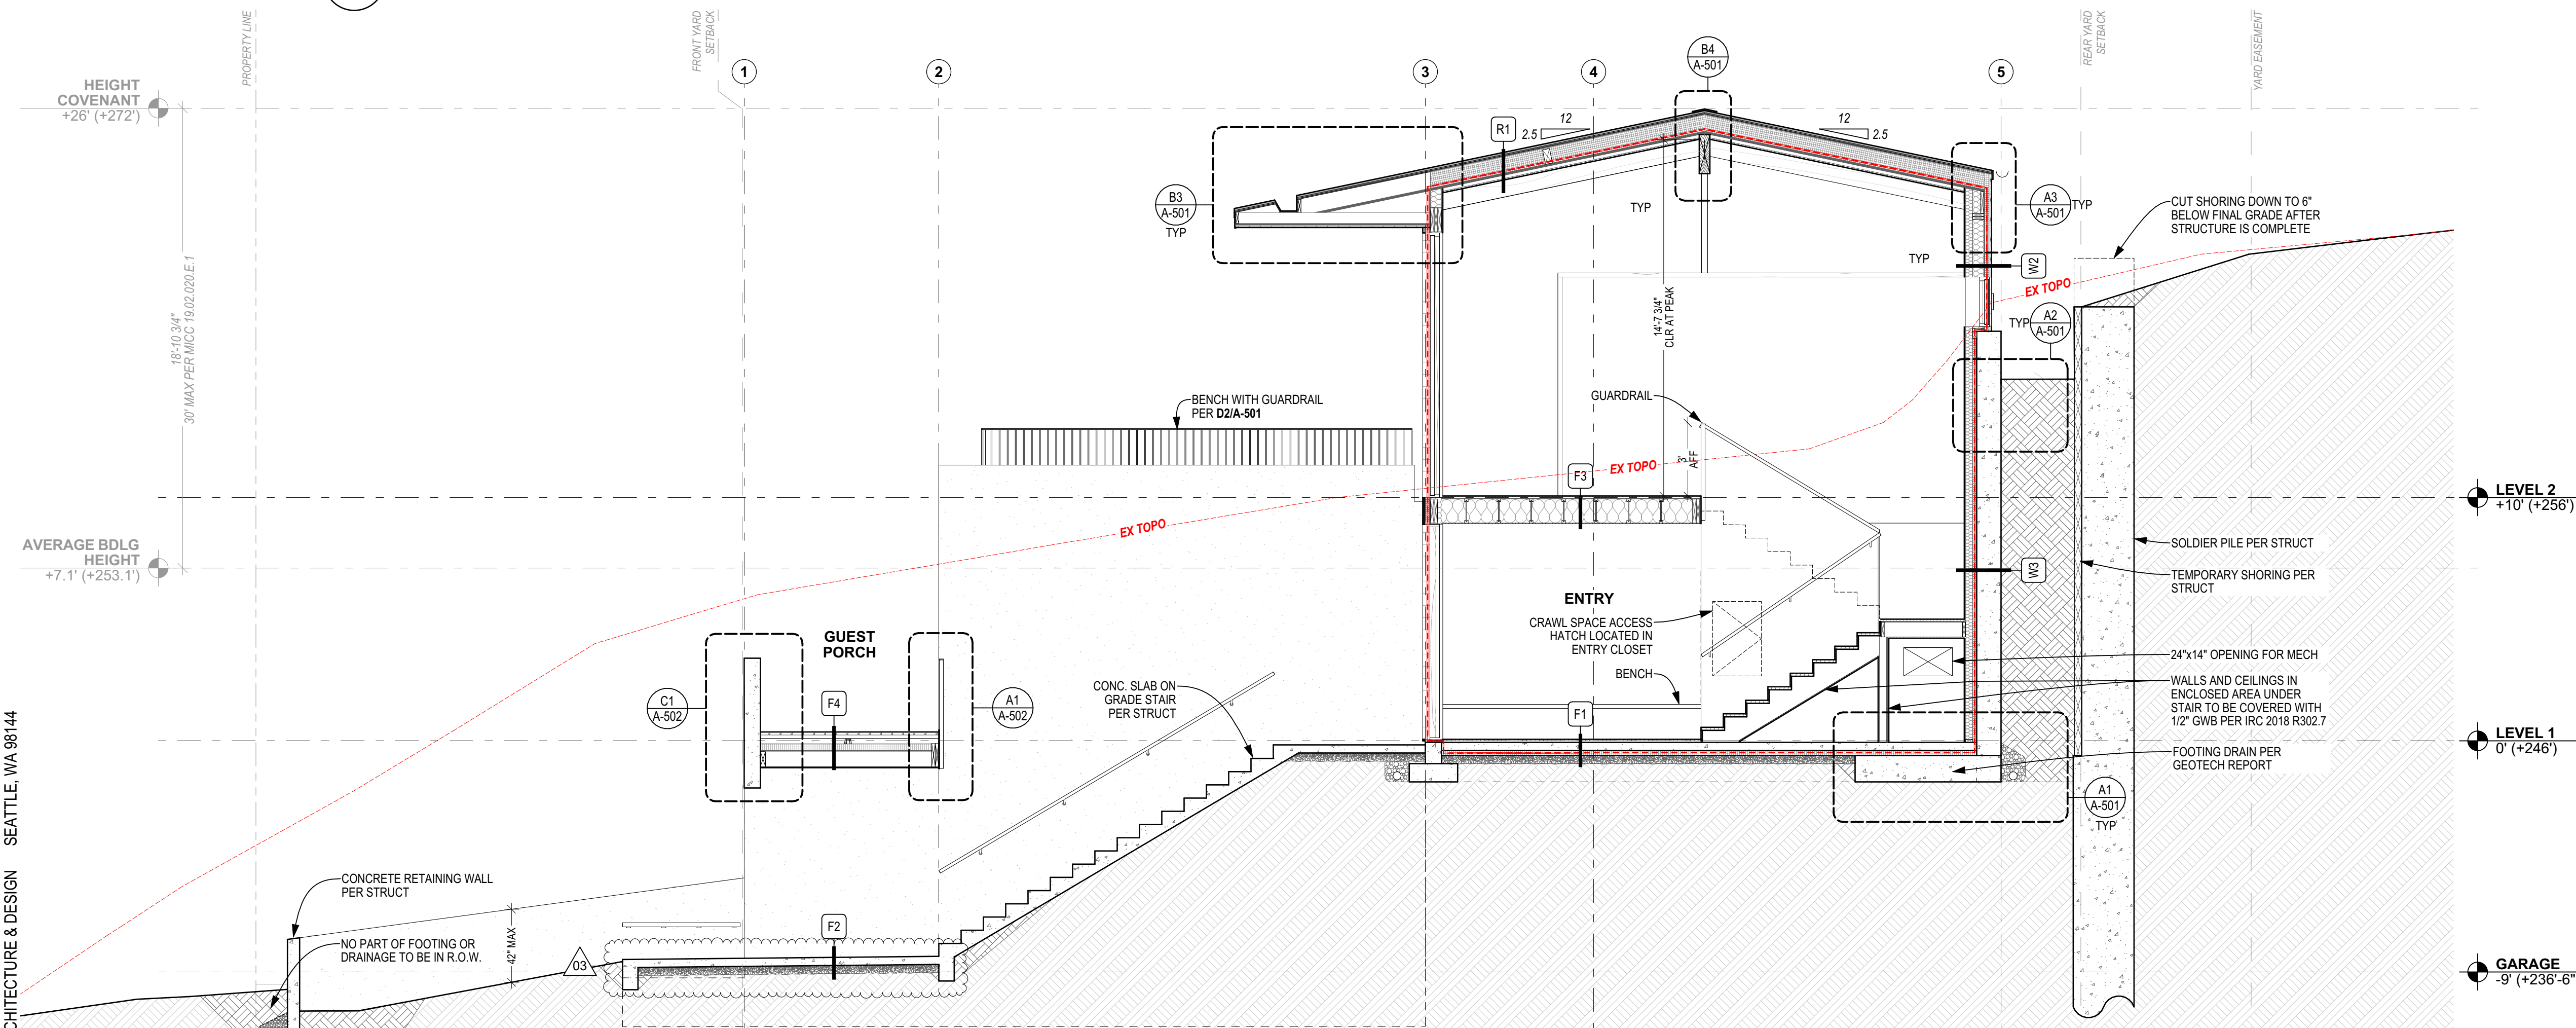 PROPERTY LINE
FRONT YARD
SETBACK
REAR YARD
SETBACK
YARD EASEMENT
1
2
3
4
5
B4
A-501
HEIGHT
COVENANT
+26' (+272')
R1
2.5
12
12
2.5
B3
A-501
TYP
TYP
A3
A-501
TYP
CUT SHORING DOWN TO 6"
BELOW FINAL GRADE AFTER
STRUCTURE IS COMPLETE
TYP
W2
EX TOPO
18'-10 3/4"
30' MAX PER MICC 19.02.020.E.1
14'-7 3/4"
CLR AT PEAK
TYP
A2
A-501
BENCH WITH GUARDRAIL
PER D2/A-501
GUARDRAIL
3'
AFF
EX TOPO
F3
LEVEL 2
+10' (+256')
EX TOPO
AVERAGE BDLG
HEIGHT
+7.1' (+253.1')
SOLDIER PILE PER STRUCT
W3
TEMPORARY SHORING PER
STRUCT
ENTRY
CRAWL SPACE ACCESS
HATCH LOCATED IN
ENTRY CLOSET
BENCH
GUEST
PORCH
24"x14" OPENING FOR MECH
WALLS AND CEILINGS IN
ENCLOSED AREA UNDER
STAIR TO BE COVERED WITH
1/2" GWB PER IRC 2018 R302.7
C1
A-502
F4
A1
A-502
CONC. SLAB ON
GRADE STAIR
PER STRUCT
F1
LEVEL 1
0' (+246')
FOOTING DRAIN PER
GEOTECH REPORT
A1
A-501
TYP
CONCRETE RETAINING WALL
PER STRUCT
42" MAX
NO PART OF FOOTING OR
DRAINAGE TO BE IN R.O.W.
03
F2
GARAGE
-9' (+236'-6"
CHITECTURE & DESIGN SEATTLE, WA 98144